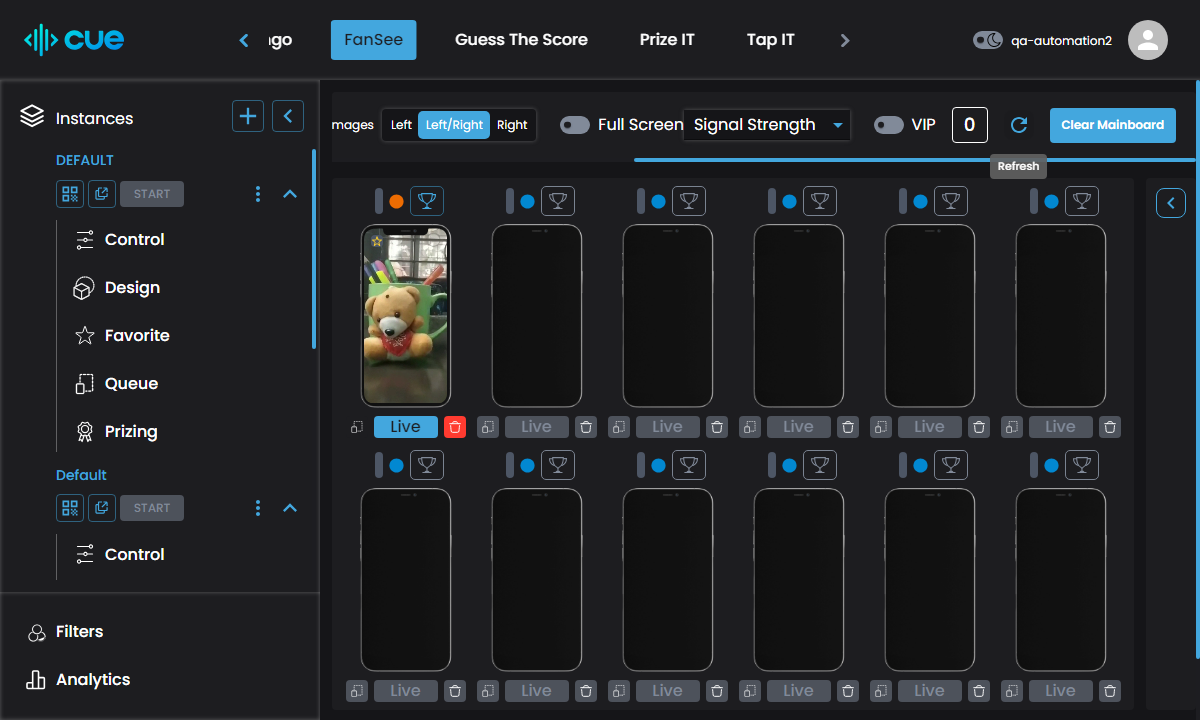 cue
ngo
FanSee
Guess The Score
Prize IT
Tap IT
qa-automation2
Instances
mages
Left
Left/Right
Right
Full Screen
Signal Strength
VIP
0
Clear Mainboard
Refresh
DEFAULT
START
Control
Design
Favorite
Queue
Prizing
Default
START
Control
Filters
Analytics
Live
Live
Live
Live
Live
Live
Live
Live
Live
Live
Live
Live